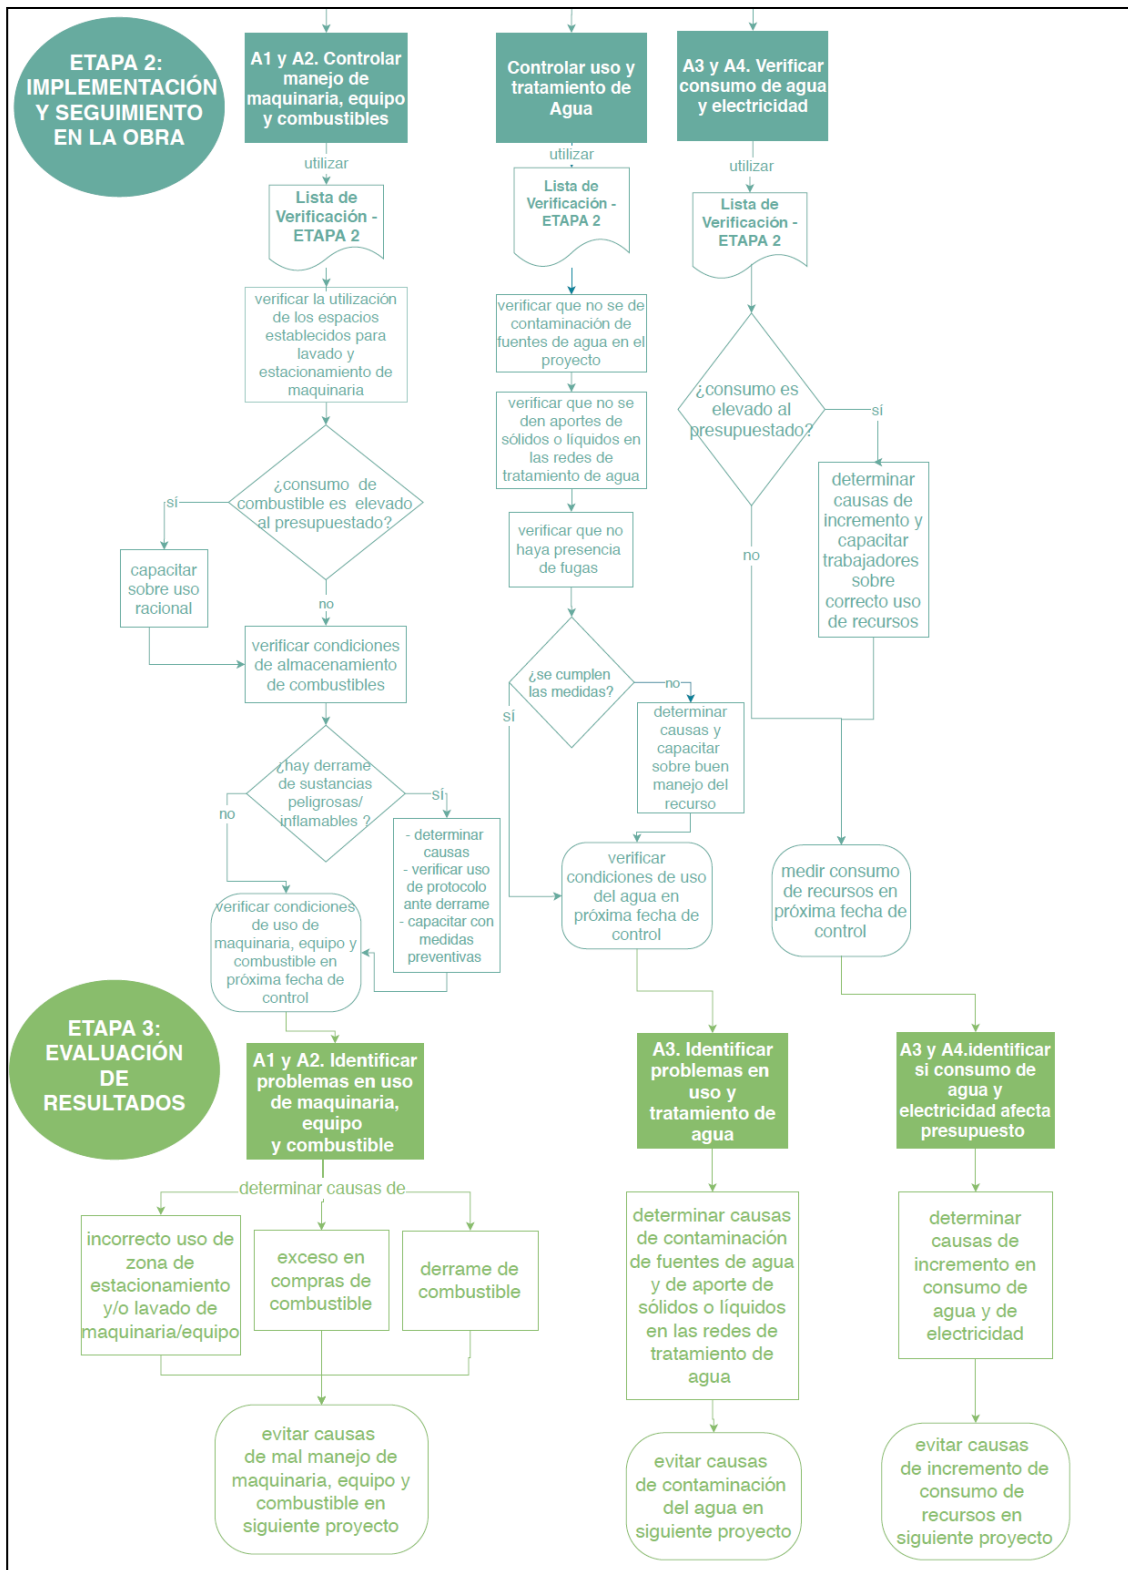 ETAPA 2:
IMPLEMENTACIÓN
Y SEGUIMIENTO
EN LA OBRA
A1 y A2. Controlar
manejo de
maquinaria, equipo
y combustibles
utilizar
Lista de
Verificación -
ETAPA 2
verificar la utilización
de los espacios
establecidos para
lavado y
estacionamiento de
maquinaria
¿consumo de
combustible es elevado
al presupuestado?
sí
capacitar
sobre uso
racional
no
verificar condiciones
de almacenamiento
de combustibles
¿hay derrame
de sustancias
peligrosas/
inflamables ?
no
sí
- determinar
causas
- verificar uso
de protocolo
ante derrame
- capacitar con
medidas
preventivas
verificar condiciones
de uso de
maquinaria, equipo y
combustible en
próxima fecha de
control
Controlar uso y
tratamiento de
Agua
utilizar
Lista de
Verificación -
ETAPA 2
verificar que no se de
contaminación de
fuentes de agua en el
proyecto
verificar que no se
den aportes de
sólidos o líquidos en
las redes de
tratamiento de agua
verificar que no
haya presencia
de fugas
¿se cumplen
las medidas?
no
sí
determinar
causas y
capacitar
sobre buen
manejo del
recurso
verificar
condiciones de uso
del agua en
próxima fecha de
control
A3 y A4. Verificar
consumo de agua
y electricidad
utilizar
Lista de
Verificación -
ETAPA 2
¿consumo es
elevado al
presupuestado?
sí
determinar
causas de
incremento y
capacitar
trabajadores
sobre
correcto uso
de recursos
no
medir consumo
de recursos en
próxima fecha de
control
ETAPA 3:
EVALUACIÓN
DE
RESULTADOS
A1 y A2. Identificar
problemas en uso
de maquinaria,
equipo
y combustible
determinar causas de
incorrecto uso de
zona de
estacionamiento
y/o lavado de
maquinaria/equipo
exceso en
compras de
combustible
derrame de
combustible
evitar causas
de mal manejo de
maquinaria, equipo y
combustible en
siguiente proyecto
A3. Identificar
problemas en
uso y
tratamiento de
agua
determinar causas
de contaminación
de fuentes de agua
y de aporte de
sólidos o líquidos
en las redes de
tratamiento de
agua
evitar causas
de contaminación
del agua en
siguiente proyecto
A3 y A4.identificar
si consumo de
agua y
electricidad afecta
presupuesto
determinar
causas de
incremento en
consumo de
agua y de
electricidad
evitar causas
de incremento de
consumo de
recursos en
siguiente proyecto